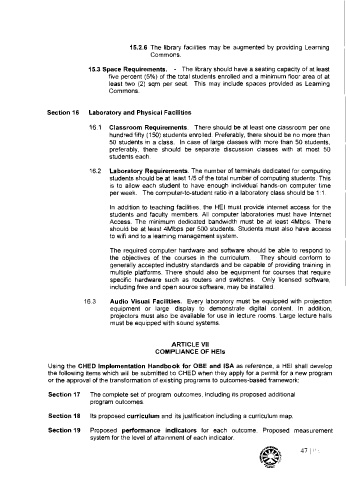 15.2.6 The library facilities may be augmented by providing Learning
Commons.
15.3 Space Requirements. - The library should have a seating capacity of at least
five percent (5%) of the total students enrolled and a minimum floor area of at
least two (2) sqm per seat. This may include spaces provided as Learning
Commons.
Section 16 Laboratory and Physical Facilities
16.1 Classroom Requirements. There should be at least one classroom per one
hundred fifty (150) students enrolled. Preferably, there should be no more than
50 students in a class. In case of large classes with more than 50 students,
preferably, there should be separate discussion classes with at most 50
students each.
16.2 Laboratory Requirements. The number of terminals dedicated for computing
students should be at least 1/5 of the total number of computing students. This
is to allow each student to have enough individual hands-on computer time
per week. The computer-to-student ratio in a laboratory class should be 1:1.
In addition to teaching facilities, the HEI must provide internet access for the
students and faculty members. All computer laboratories must have Internet
Access. The minimum dedicated bandwidth must be at least 4Mbps. There
should be at least 4Mbps per 500 students. Students must also have access
to wifi and to a learning management system.
The required computer hardware and software should be able to respond to
the objectives of the courses in the curriculum. They should conform to
generally accepted industry standards and be capable of providing training in
multiple platforms. There should also be equipment for courses that require
specific hardware such as routers and switches. Only licensed software,
including free and open source software, may be installed.
16.3 Audio Visual Facilities. Every laboratory must be equipped with projection
equipment or large display to demonstrate digital content. In addition,
projectors must also be available for use in lecture rooms. Large lecture halls
must be equipped with sound systems.
ARTICLE VII
COMPLIANCE OF HEIs
Using the CHED Implementation Handbook for OBE and ISA as reference, a HEI shall develop
the following items which will be submitted to CHED when they apply for a permit for a new program
or the approval of the transformation of existing programs to outcomes-based framework:
Section 17 The complete set of program outcomes, including its proposed additional
program outcomes.
Section 18 Its proposed curriculum and its justification including a curriculum map.
Section 19 Proposed performance indicators for each outcome. Proposed measurement
system for the level of attainment of each indicator.
47 |